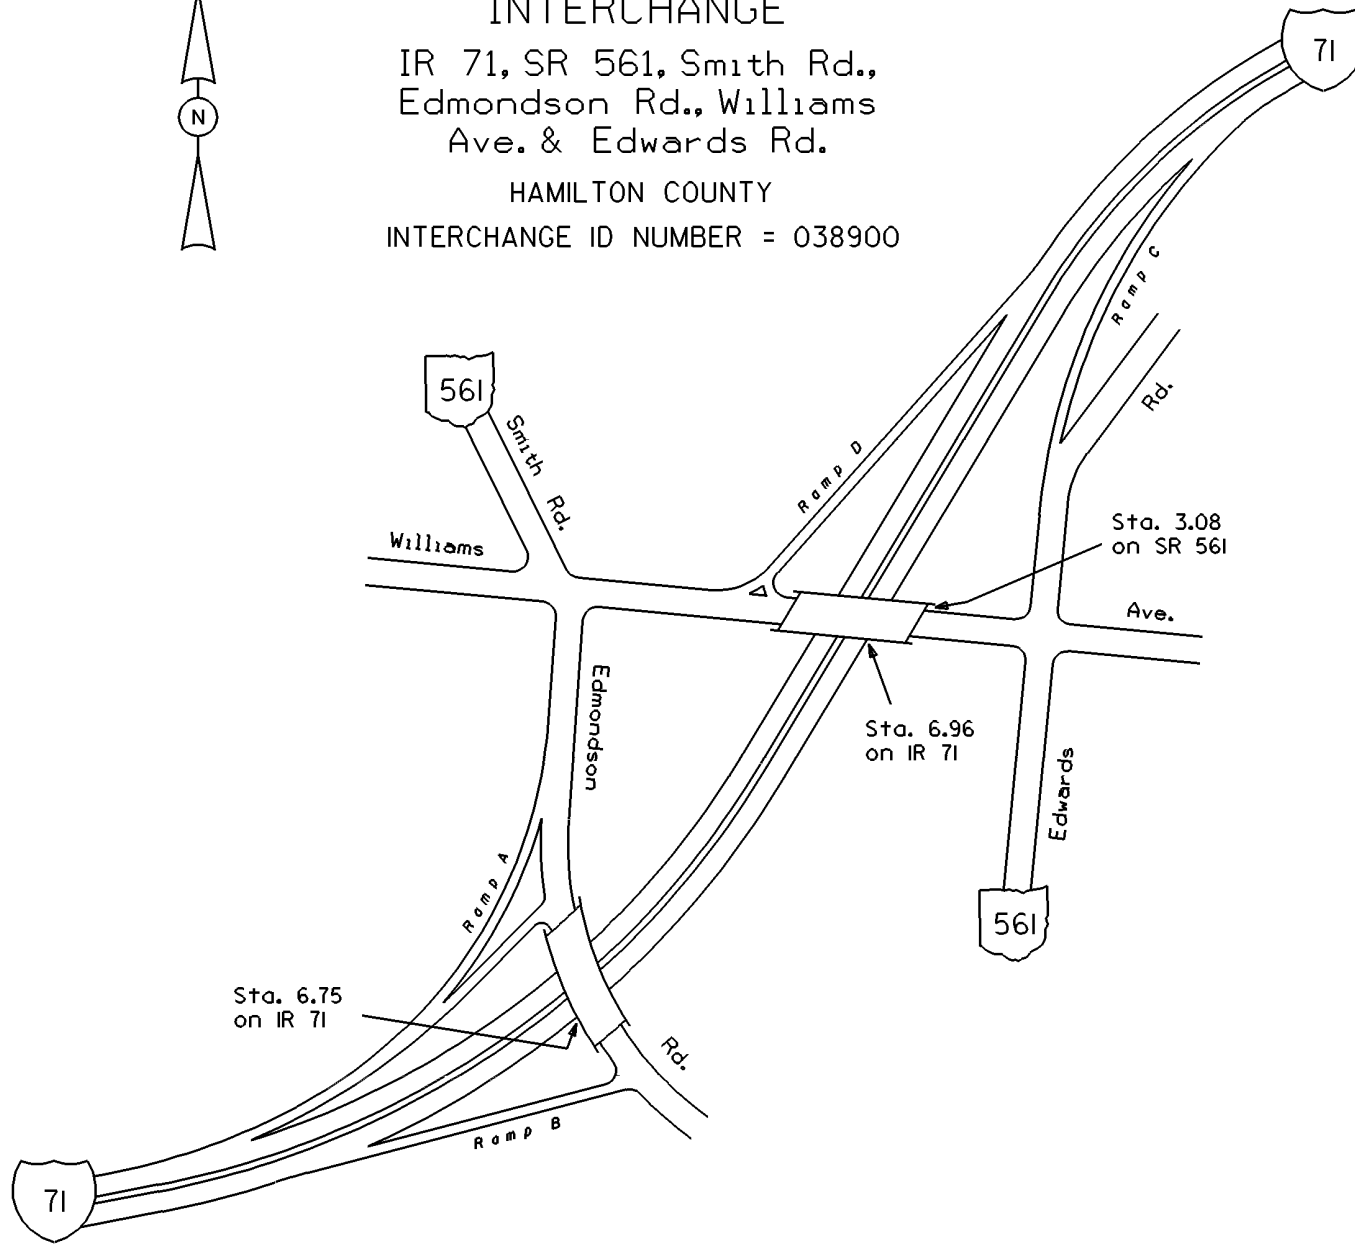 INTERCHANGE
IR 71, SR 561, Smith Rd.,
Edmondson Rd., Williams
Ave. & Edwards Rd.
HAMILTON COUNTY
INTERCHANGE ID NUMBER = 038900
N
71
Ramp C
Rd.
561
Smith Rd.
Ramp D
Sta. 3.08
on SR 561
Williams
Ave.
Edmondson
Sta. 6.96
on IR 71
Edwards
Ramp A
561
Sta. 6.75
on IR 71
Rd.
Ramp B
71